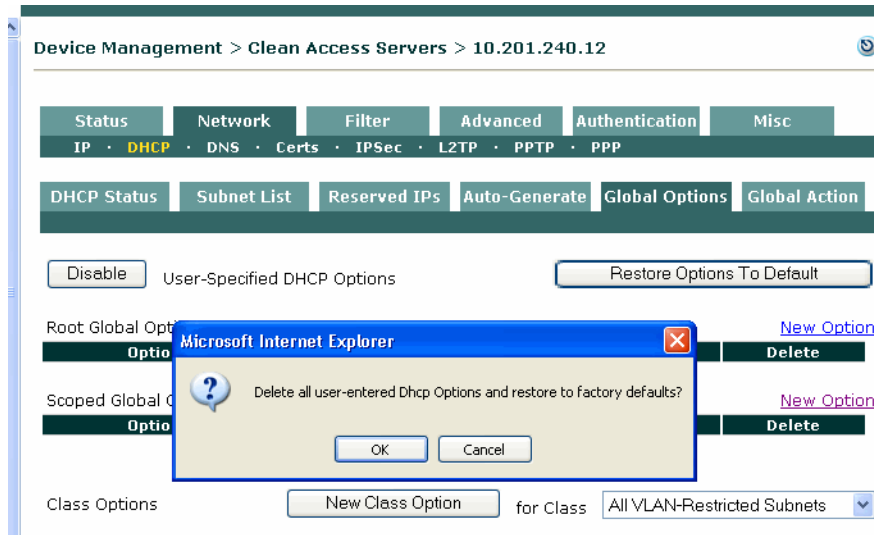 Device Management > Clean Access Servers > 10.201.240.12
Status Network Filter Advanced Authentication Misc
IP · DHCP · DNS · Certs · IPSec · L2TP · PPTP · PPP
DHCP Status Subnet List Reserved IPs Auto-Generate Global Options Global Action
Disable User-Specified DHCP Options Restore Options To Default
Root Global New Option
Delete
Microsoft Internet Explorer
Delete all user-entered Dhcp Options and restore to factory defaults?
OK Cancel
Scoped Global New Option
Delete
Class Options New Class Option for Class All VLAN-Restricted Subnets